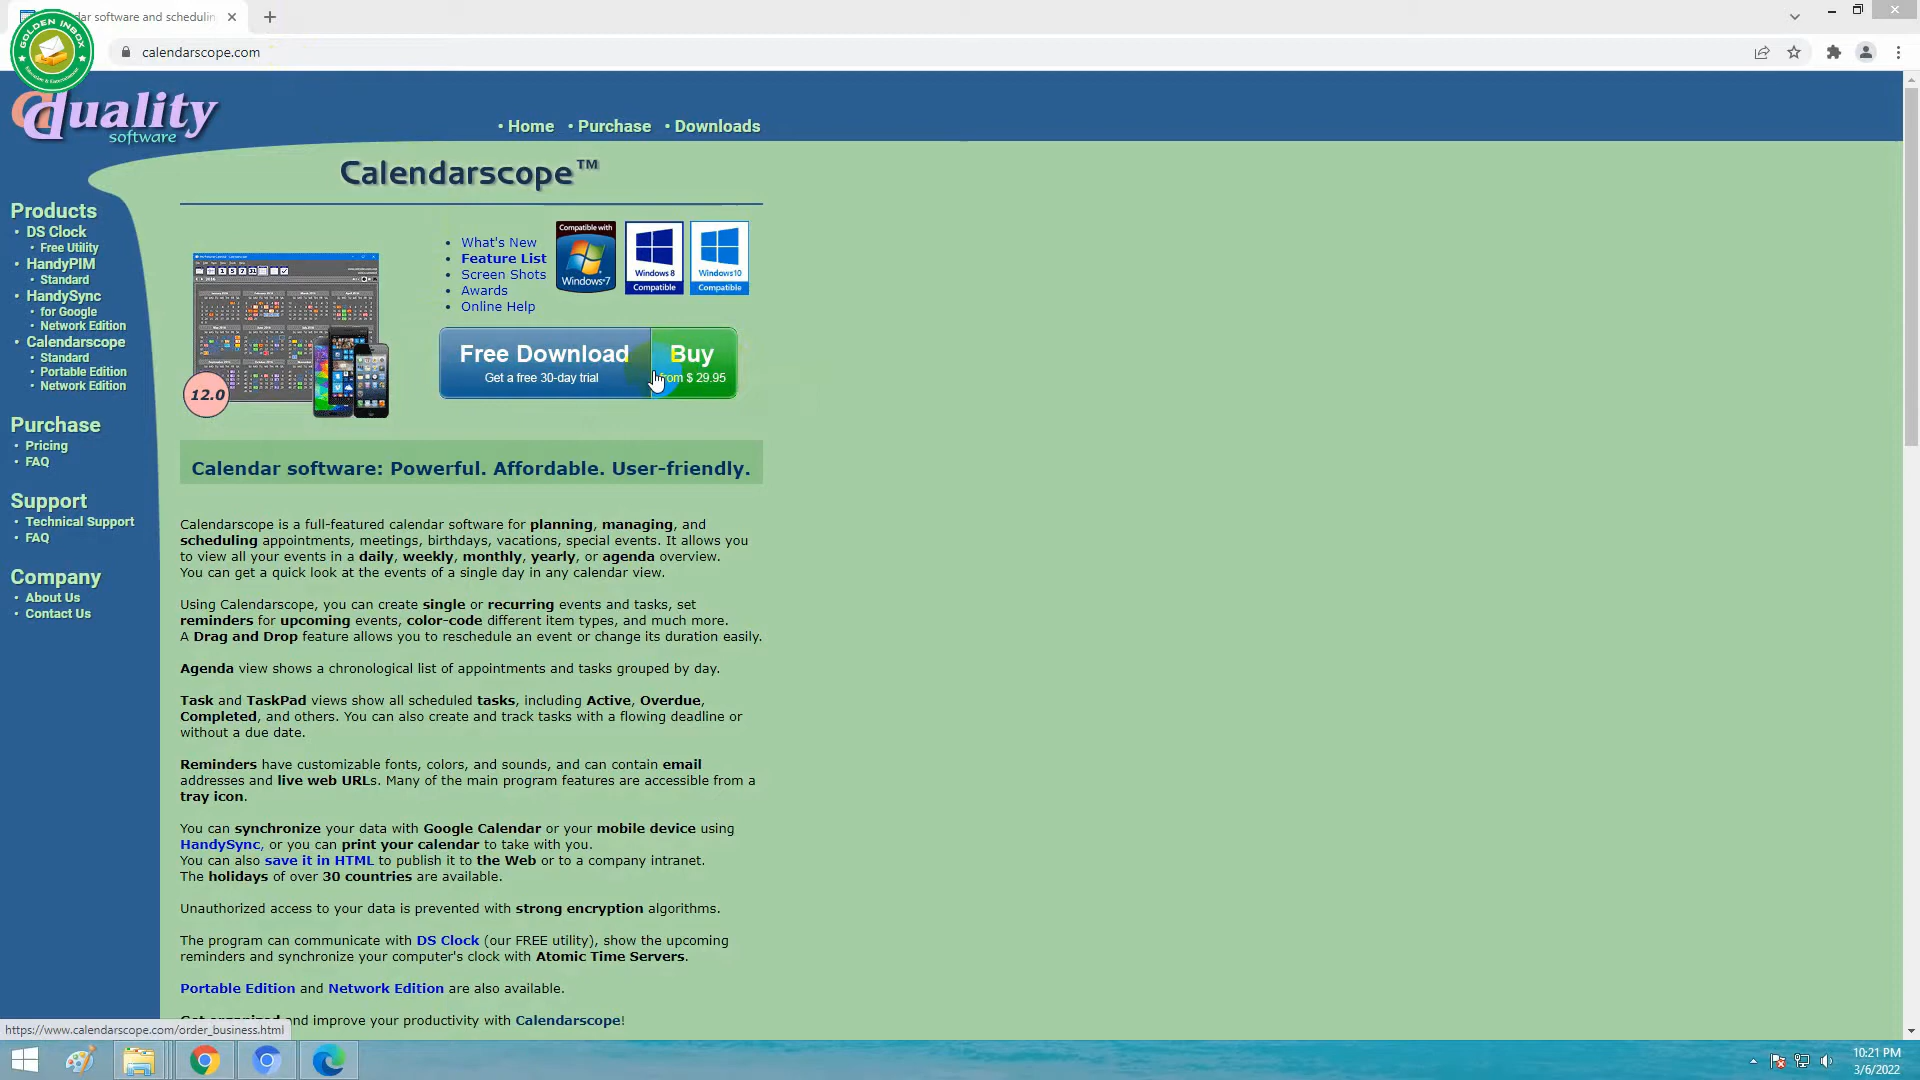 dar software and schedulin
calendarscope.com
GOLDEN INBOX
Education & Entertainment
duality
software
• Home • Purchase • Downloads
Calendarscope™
Products
• DS Clock
• Free Utility
• HandyPIM
• Standard
• HandySync
• for Google
• Network Edition
• Calendarscope
• Standard
• Portable Edition
• Network Edition
Purchase
• Pricing
• FAQ
Support
• Technical Support
• FAQ
Company
• About Us
• Contact Us
12.0
• What's New
• Feature List
• Screen Shots
• Awards
• Online Help
Compatible with
Windows 7
Windows 8
Compatible
Windows10
Compatible
Free Download
Get a free 30-day trial
Buy
from $ 29.95
Calendar software: Powerful. Affordable. User-friendly.
Calendarscope is a full-featured calendar software for planning, managing, and
scheduling appointments, meetings, birthdays, vacations, special events. It allows you
to view all your events in a daily, weekly, monthly, yearly, or agenda overview.
You can get a quick look at the events of a single day in any calendar view.
Using Calendarscope, you can create single or recurring events and tasks, set
reminders for upcoming events, color-code different item types, and much more.
A Drag and Drop feature allows you to reschedule an event or change its duration easily.
Agenda view shows a chronological list of appointments and tasks grouped by day.
Task and TaskPad views show all scheduled tasks, including Active, Overdue,
Completed, and others. You can also create and track tasks with a flowing deadline or
without a due date.
Reminders have customizable fonts, colors, and sounds, and can contain email
addresses and live web URLs. Many of the main program features are accessible from a
tray icon.
You can synchronize your data with Google Calendar or your mobile device using
HandySync, or you can print your calendar to take with you.
You can also save it in HTML to publish it to the Web or to a company intranet.
The holidays of over 30 countries are available.
Unauthorized access to your data is prevented with strong encryption algorithms.
The program can communicate with DS Clock (our FREE utility), show the upcoming
reminders and synchronize your computer's clock with Atomic Time Servers.
Portable Edition and Network Edition are also available.
Get organized and improve your productivity with Calendarscope!
https://www.calendarscope.com/order_business.html
10:21 PM
3/6/2022